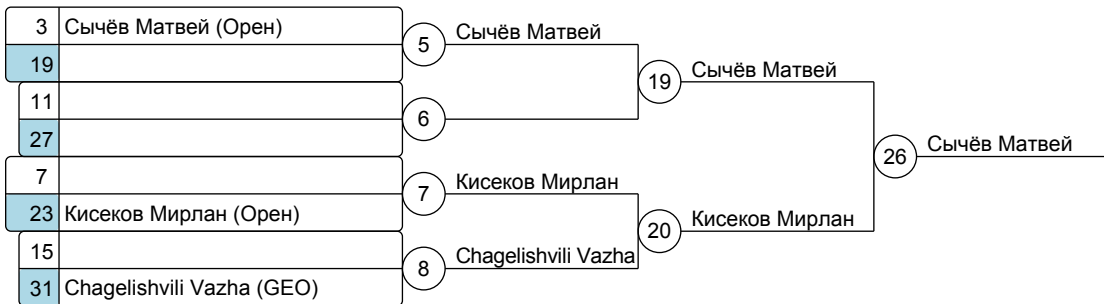 3 Сычёв Матвей (Орен)
19
11
27
7
23 Кисеков Мирлан (Орен)
15
31 Chagelishvili Vazha (GEO)
5 Сычёв Матвей
6
7 Кисеков Мирлан
8 Chagelishvili Vazha
19 Сычёв Матвей
20 Кисеков Мирлан
26 Сычёв Матвей